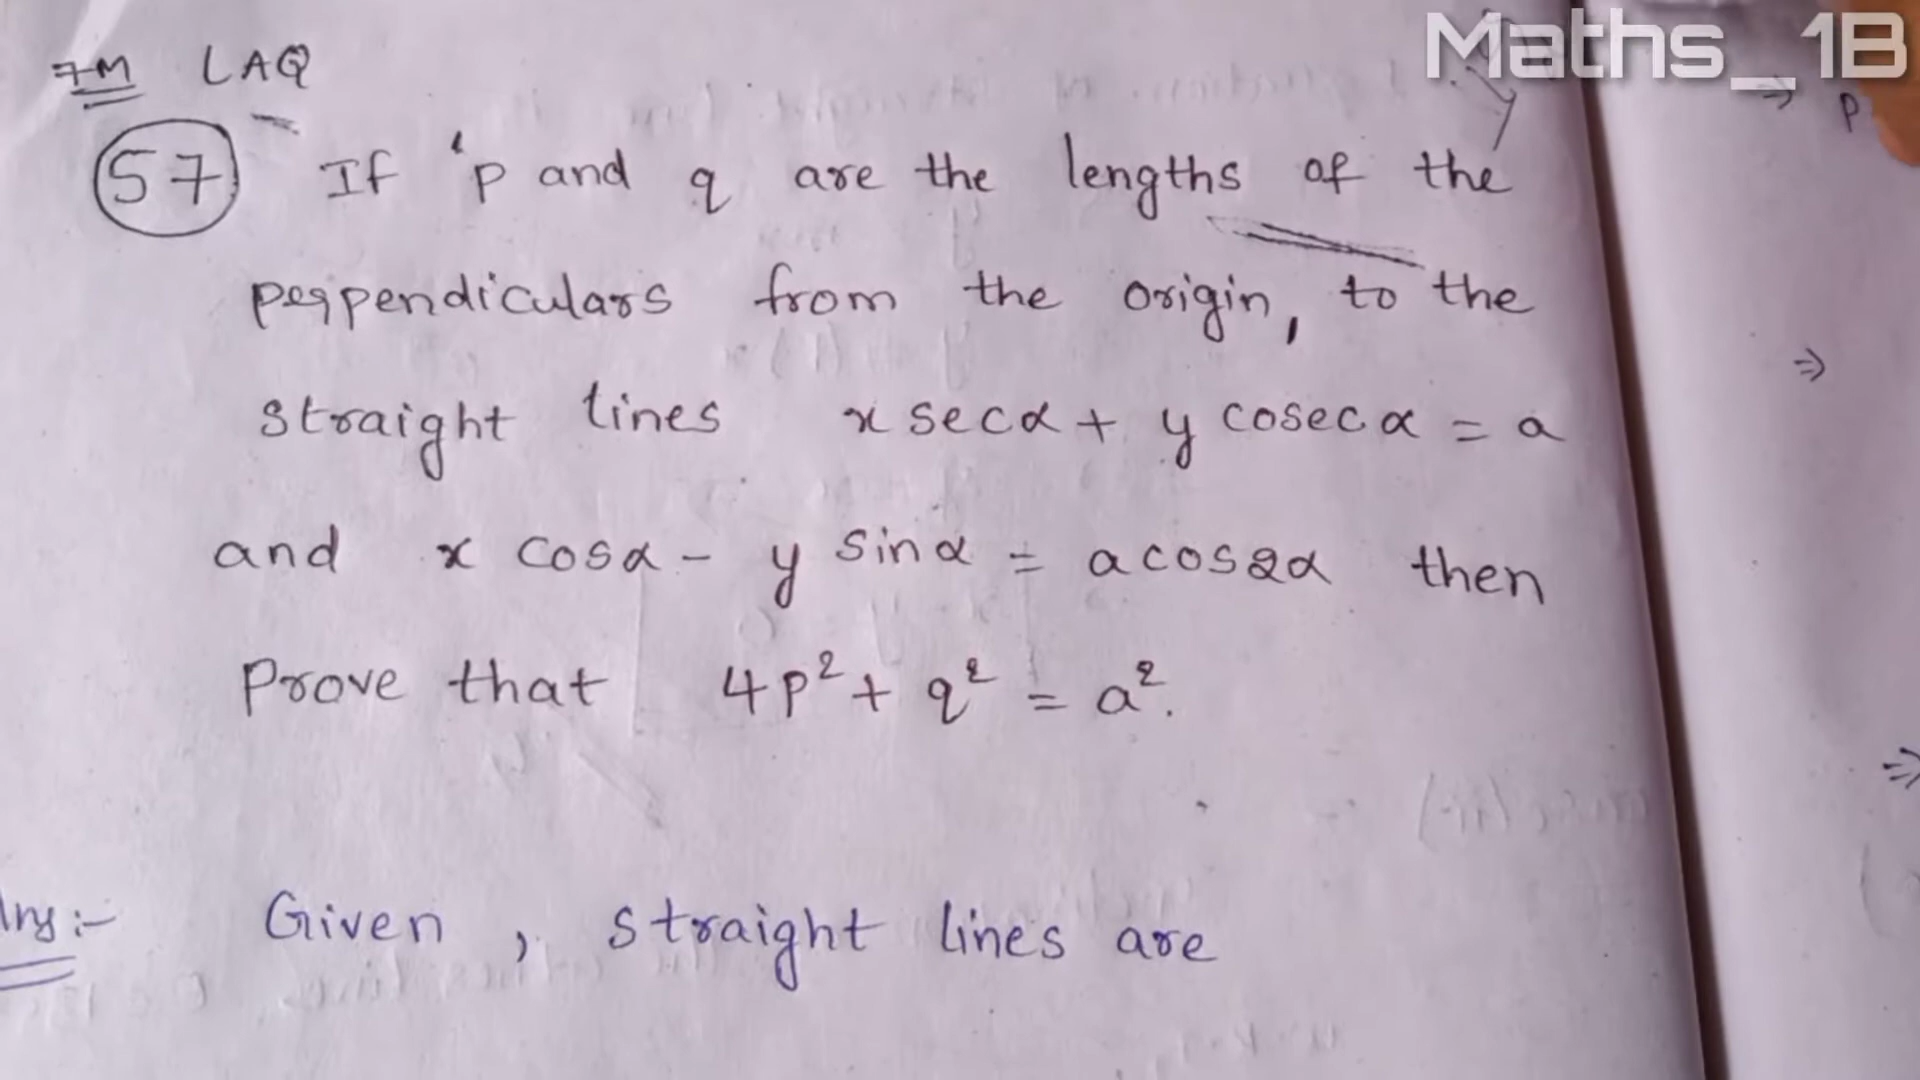 Maths_1B
7M LAQ
57 If 'p and q are the lengths of the
perpendiculars from the origin, to the
straight lines x secα + y cosecα = a
and x cosα - y sinα = a cos2α then
Prove that 4p² + q² = a².
Ans:- Given, straight lines are
⇒ P
⇒
⇒